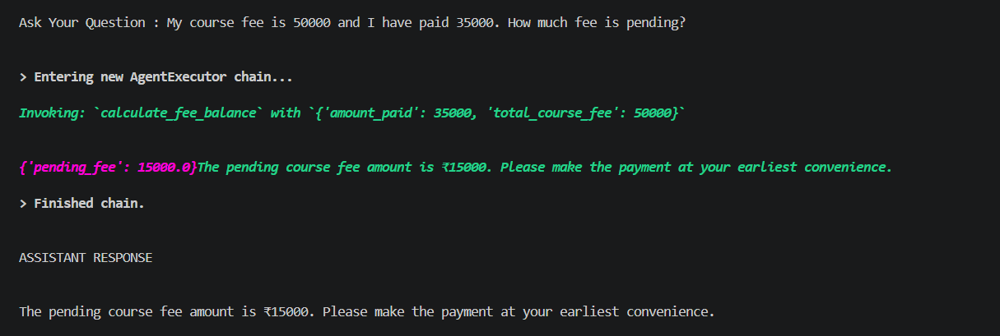 Ask Your Question : My course fee is 50000 and I have paid 35000. How much fee is pending?
> Entering new AgentExecutor chain...
Invoking: `calculate_fee_balance` with `{'amount_paid': 35000, 'total_course_fee': 50000}`
{'pending_fee': 15000.0}The pending course fee amount is ₹15000. Please make the payment at your earliest convenience.
> Finished chain.
ASSISTANT RESPONSE
The pending course fee amount is ₹15000. Please make the payment at your earliest convenience.